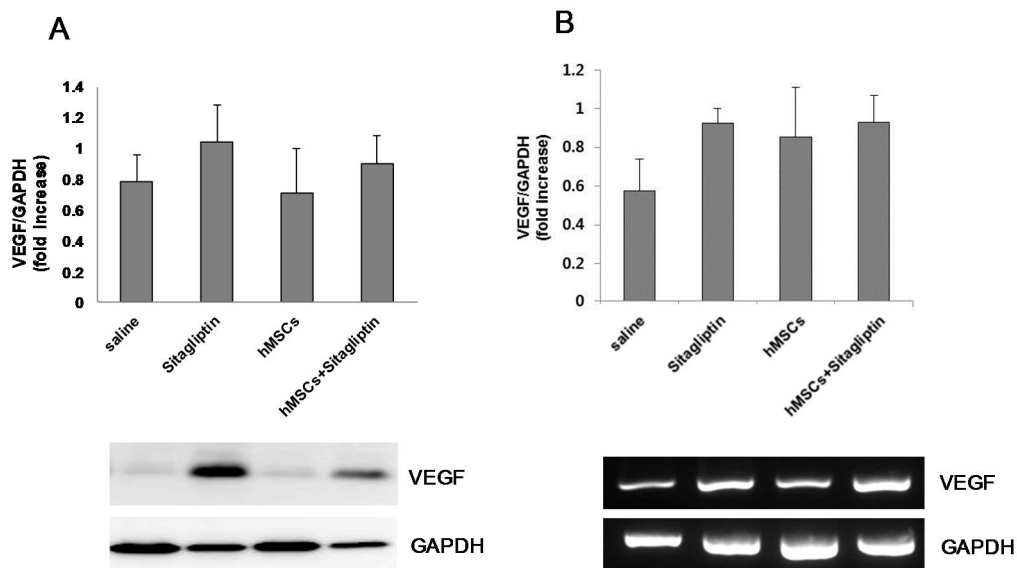 A
1.4
1.2
1
0.8
0.6
0.4
0.2
0
VEGF/GAPDH
(fold increase)
saline
Sitagliptin
hMSCs
hMSCs+Sitagliptin
VEGF
GAPDH
B
1.2
1
0.8
0.6
0.4
0.2
0
VEGF/GAPDH
(fold increase)
saline
Sitagliptin
hMSCs
hMSCs+Sitagliptin
VEGF
GAPDH